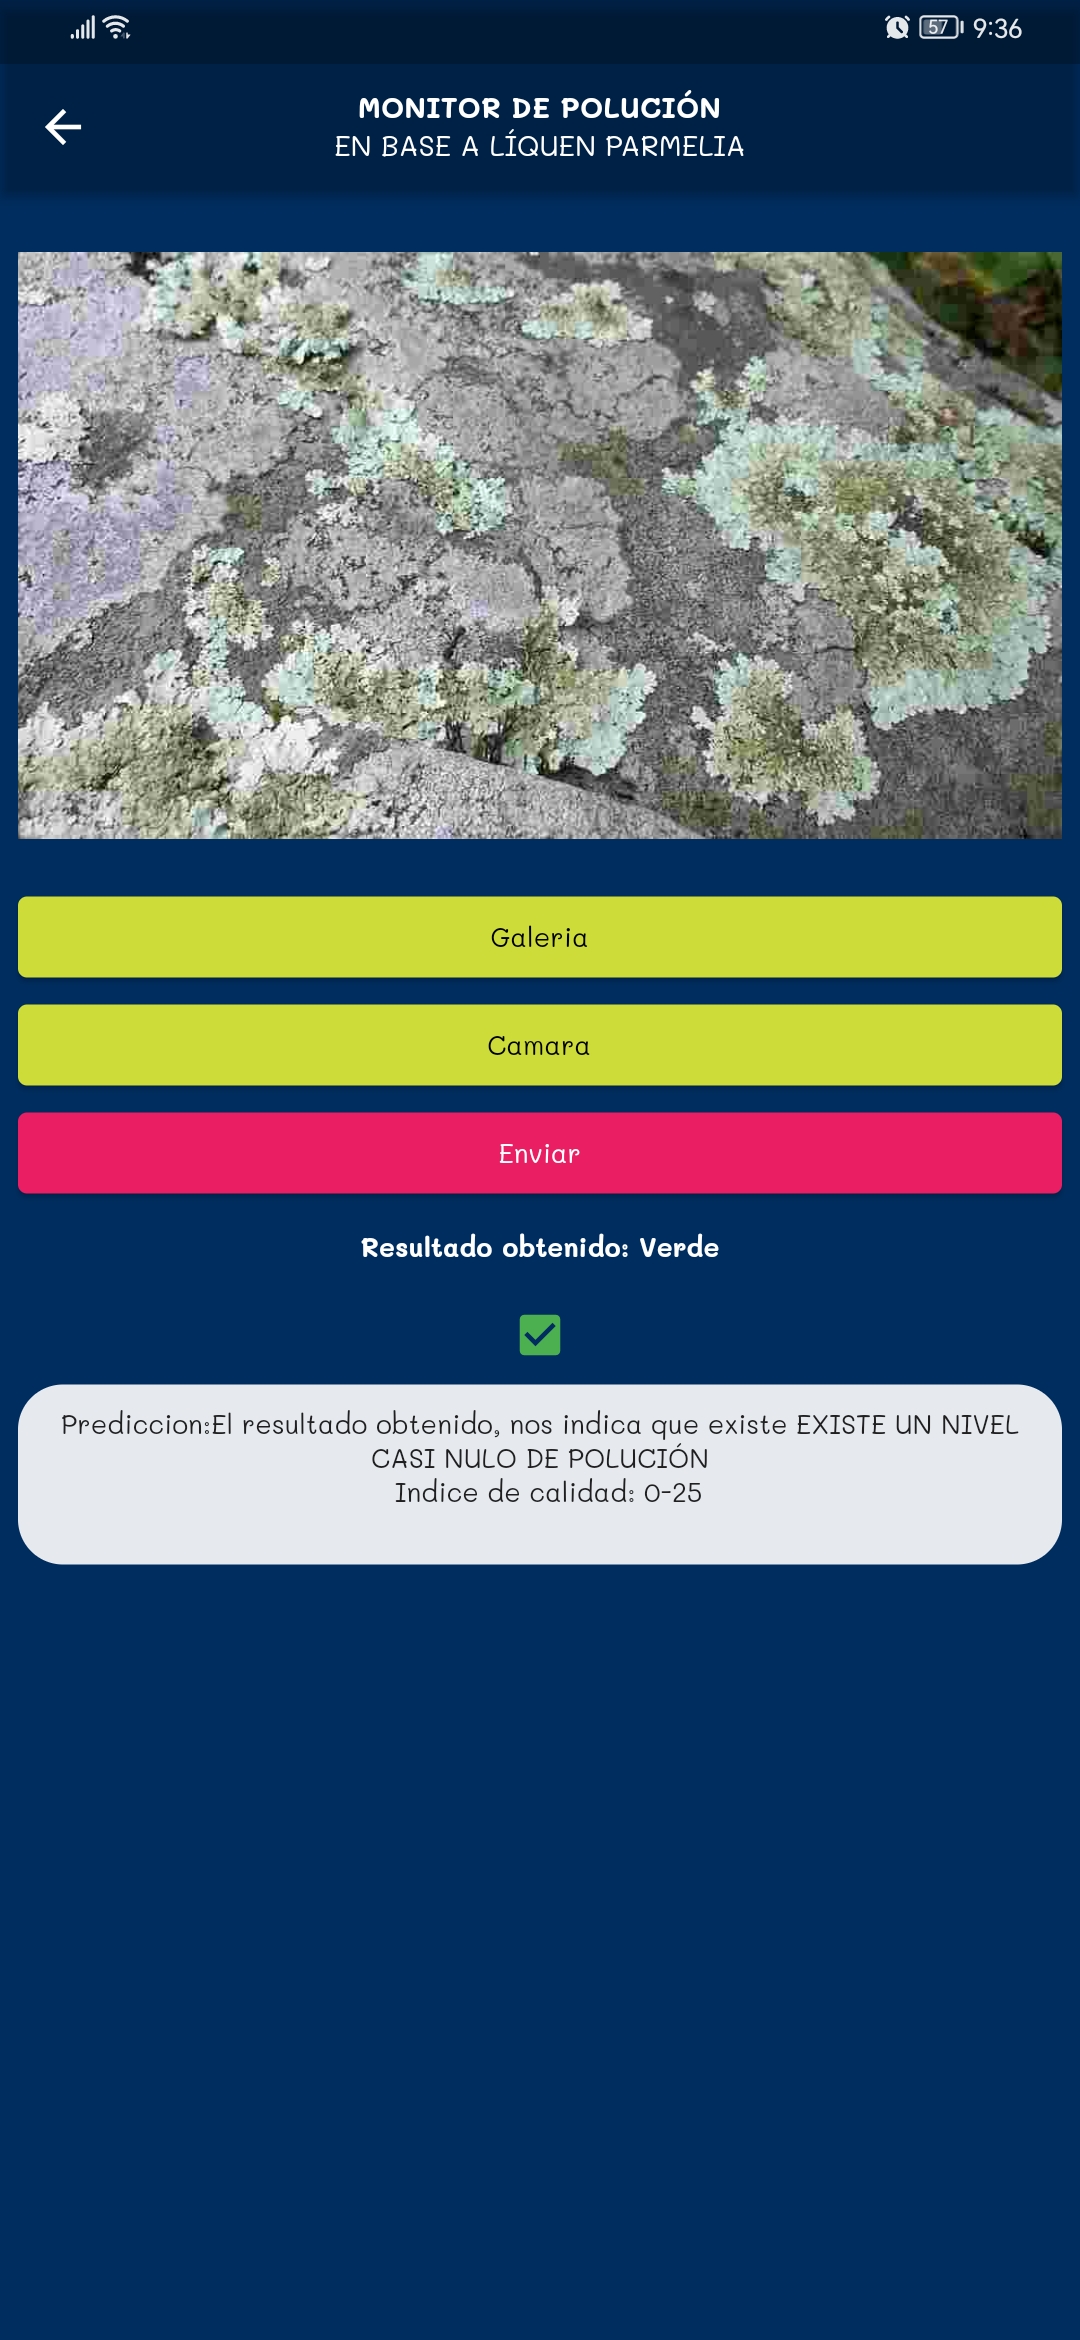 57 9:36
MONITOR DE POLUCIÓN
EN BASE A LÍQUEN PARMELIA
Galeria
Camara
Enviar
Resultado obtenido: Verde
Prediccion:El resultado obtenido, nos indica que existe EXISTE UN NIVEL
CASI NULO DE POLUCIÓN
Indice de calidad: 0-25